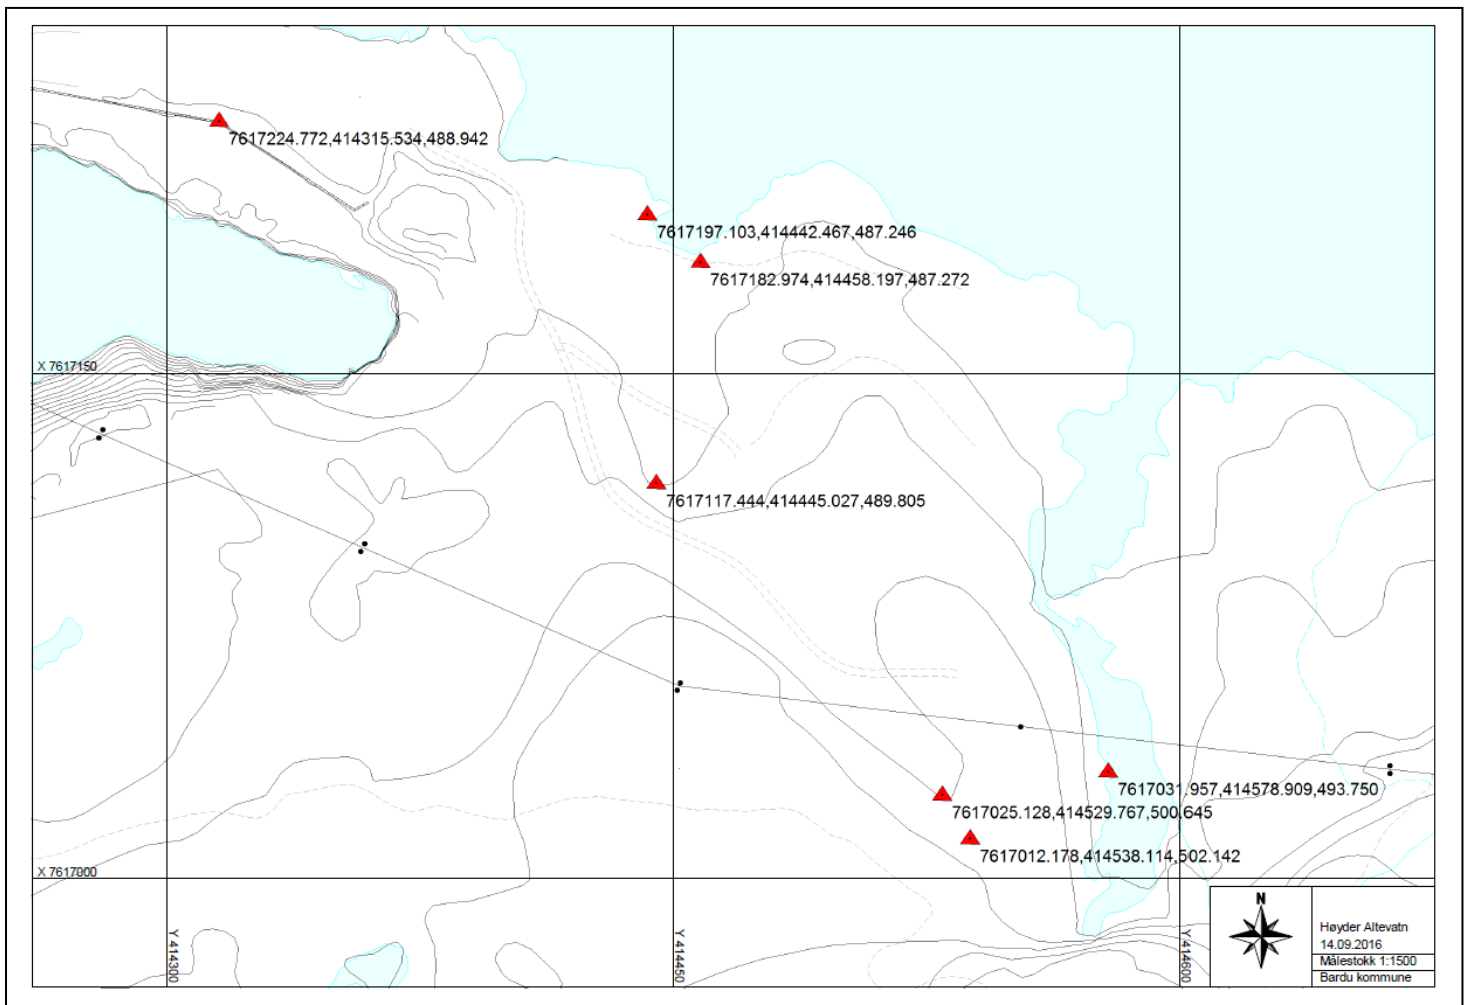 7617224.772,414315.534,488.942
7617197.103,414442.467,487.246
7617182.974,414458.197,487.272
X 7617150
7617117.444,414445.027,489.805
7617031.957,414578.909,493.750
7617025.128,414529.767,500.645
7617012.178,414538.114,502.142
X 7617000
Y 414300
Y 414450
Y 414600
N
Høyder Altevatn
14.09.2016
Målestokk 1:1500
Bardu kommune